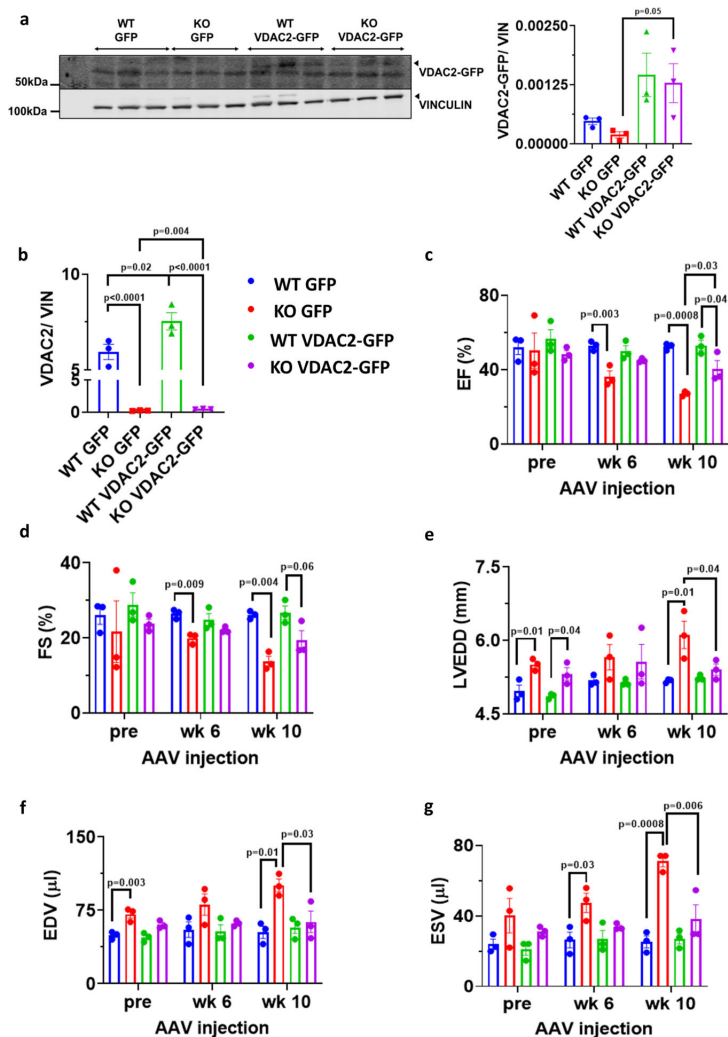 a
WT
GFP
KO
GFP
WT
VDAC2-GFP
KO
VDAC2-GFP
50kDa
VDAC2-GFP
100kDa
VINCULIN
VDAC2-GFP/ VIN
0.00250
0.00125
0.00000
p=0.05
WT GFP
KO GFP
WT VDAC2-GFP
KO VDAC2-GFP
b
VDAC2/ VIN
10
5
5
0
p=0.004
p=0.02
p<0.0001
p<0.0001
WT GFP
KO GFP
WT VDAC2-GFP
KO VDAC2-GFP
WT GFP
KO GFP
WT VDAC2-GFP
KO VDAC2-GFP
c
EF (%)
80
40
0
p=0.003
p=0.0008
p=0.03
p=0.04
pre
wk 6
wk 10
AAV injection
d
FS (%)
40
20
0
p=0.009
p=0.004
p=0.06
pre
wk 6
wk 10
AAV injection
e
LVEDD (mm)
7.5
6.0
4.5
p=0.01
p=0.04
p=0.01
p=0.04
pre
wk 6
wk 10
AAV injection
f
EDV (µl)
150
75
0
p=0.003
p=0.01
p=0.03
pre
wk 6
wk 10
AAV injection
g
ESV (µl)
80
40
0
p=0.03
p=0.0008
p=0.006
pre
wk 6
wk 10
AAV injection